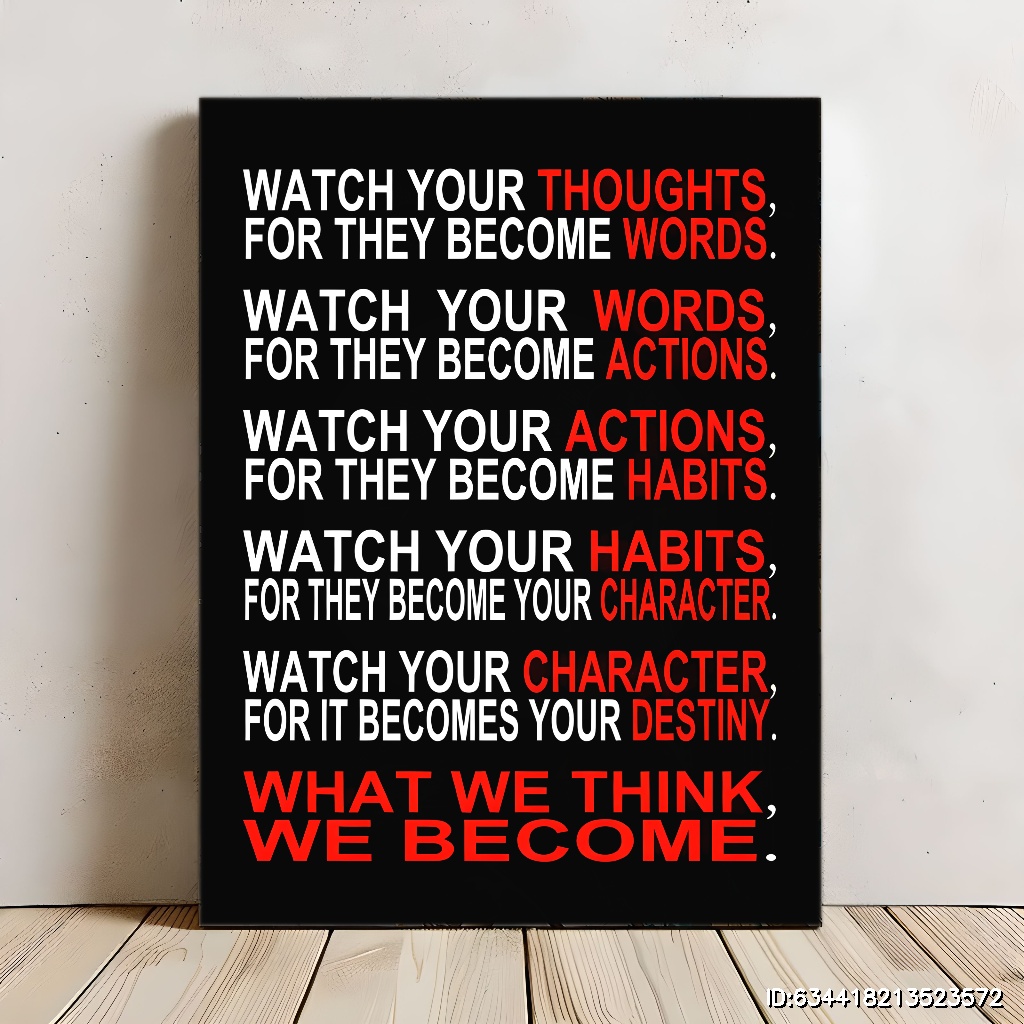 WATCH YOUR THOUGHTS,
FOR THEY BECOME WORDS.
WATCH YOUR WORDS,
FOR THEY BECOME ACTIONS.
WATCH YOUR ACTIONS,
FOR THEY BECOME HABITS.
WATCH YOUR HABITS,
FOR THEY BECOME YOUR CHARACTER.
WATCH YOUR CHARACTER,
FOR IT BECOMES YOUR DESTINY.
WHAT WE THINK,
WE BECOME.
ID:634418213523572